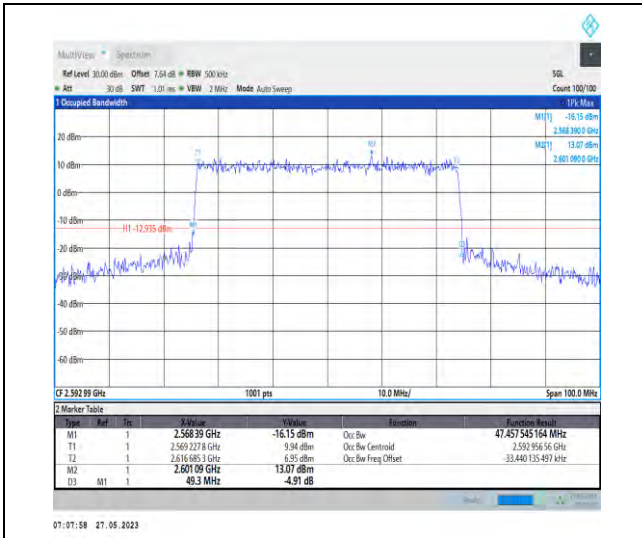 MultiView Spectrum
Ref Level 30.00 dBm Offset 7.64 dB RBW 500 kHz SGL
Att 30 dB SWT 1.01 ms VBW 2 MHz Mode Auto Sweep Count 100/100
1 Occupied Bandwidth 1Pk Max
M1[1] -16.15 dBm
2.568 390 0 GHz
M2[1] 13.07 dBm
2.601 090 0 GHz
20 dBm
M2
T1
T2
10 dBm
0 dBm
-10 dBm
H1 -12.935 dBm
M1
-20 dBm
D3
-30 dBm
-40 dBm
-50 dBm
-60 dBm
CF 2.592 99 GHz 1001 pts 10.0 MHz/ Span 100.0 MHz
2 Marker Table
Type Ref Trc X-Value Y-Value Function Function Result
M1 1 2.568 39 GHz -16.15 dBm Occ Bw 47.457 545 164 MHz
T1 1 2.569 227 8 GHz 9.94 dBm Occ Bw Centroid 2.592 956 56 GHz
T2 1 2.616 685 3 GHz 6.95 dBm Occ Bw Freq Offset -33.440 135 497 kHz
M2 1 2.601 09 GHz 13.07 dBm
D3 M1 1 49.3 MHz -4.91 dB
Ready
07:07:58 27.05.2023